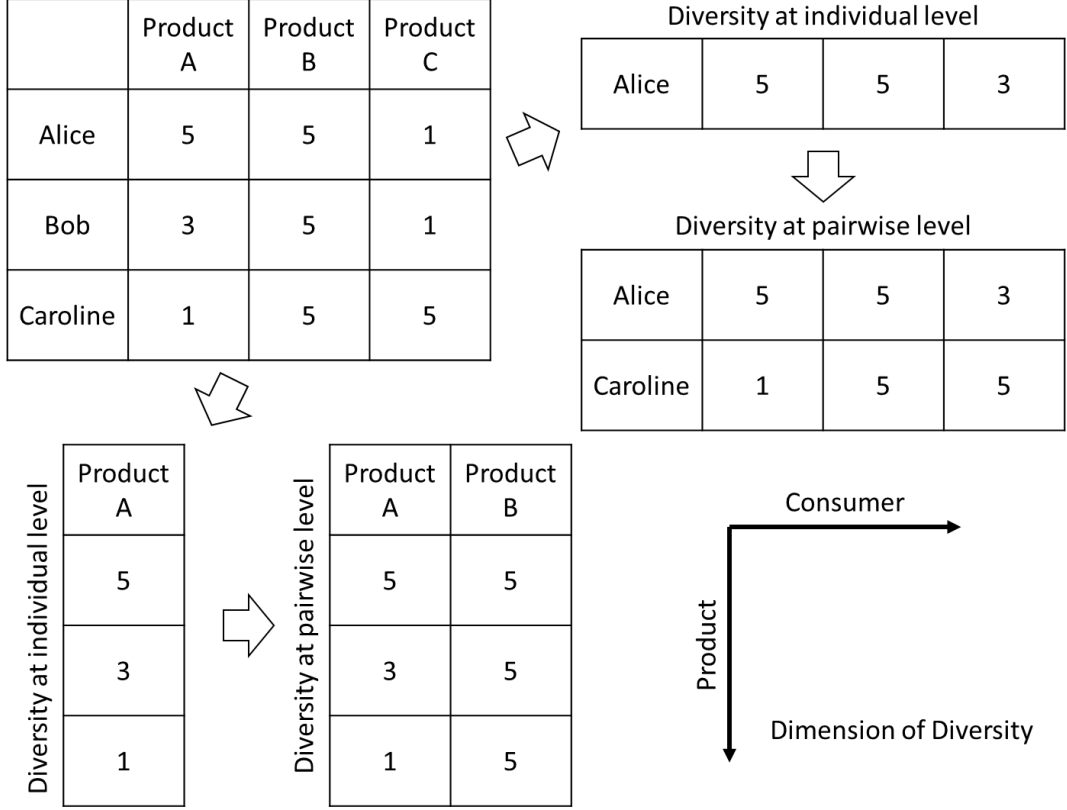 Product Product Product
A B C
Alice 5 5 1
Bob 3 5 1
Caroline 1 5 5
Diversity at individual level
Alice 5 5 3
Diversity at pairwise level
Alice 5 5 3
Caroline 1 5 5
Diversity at individual level
Product
A
5
3
1
Diversity at pairwise level
Product Product
A B
5 5
3 5
1 5
Consumer
Product
Dimension of Diversity